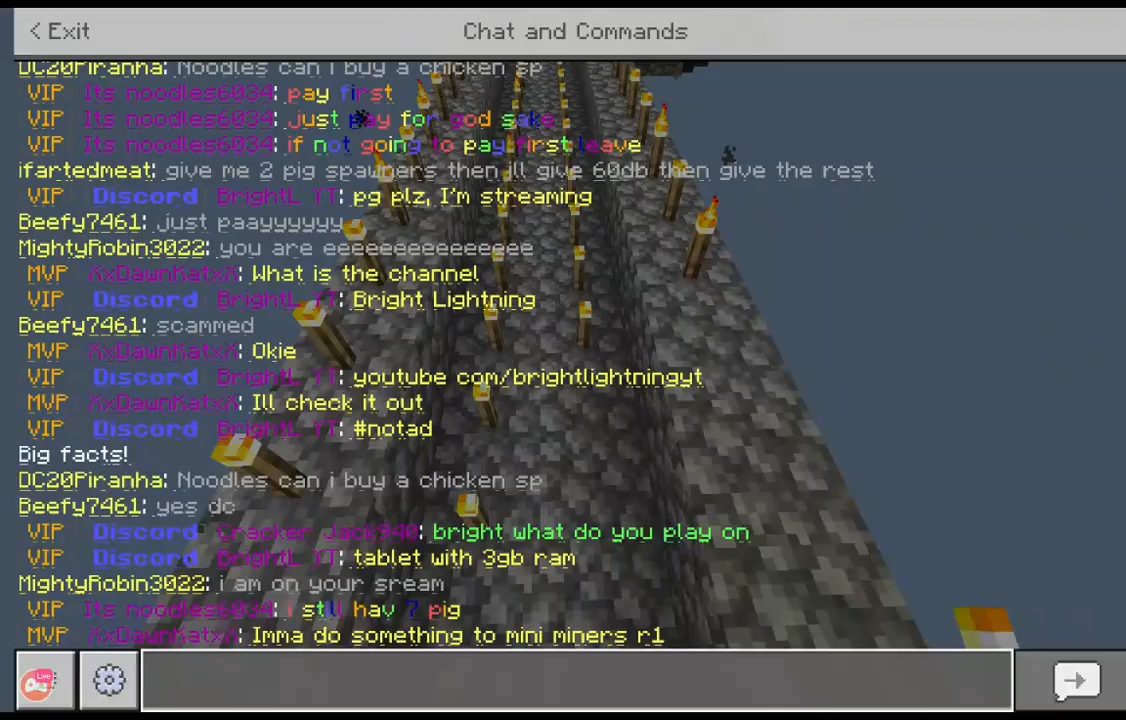 < Exit
Chat and Commands
DC20Piranha: Noodles can i buy a chicken sp
VIP Its noodles6034: pay first
VIP Its noodles6034: just pay for god sake
VIP Its noodles6034: if not going to pay first leave
ifartedmeat: give me 2 pig spawners then ill give 60db then give the rest
VIP Discord BrightL YT: pg plz, I'm streaming
Beefy7461: just paayyyyyy
MightyRobin3022: you are eeeeeeeeeeeeeee
MVP XxDawnKatxX: What is the channel
VIP Discord BrightL YT: Bright Lightning
Beefy7461: scammed
MVP XxDawnKatxX: Okie
VIP Discord BrightL YT: youtube com/brightlightningyt
MVP XxDawnKatxX: Ill check it out
VIP Discord BrightL YT: #notad
Big facts!
DC20Piranha: Noodles can i buy a chicken sp
Beefy7461: yes do
VIP Discord Cracker Jack940: bright what do you play on
VIP Discord BrightL YT: tablet with 3gb ram
MightyRobin3022: i am on your sream
VIP Its noodles6034: i still hav 7 pig
MVP XxDawnKatxX: Imma do something to mini miners r1
Live